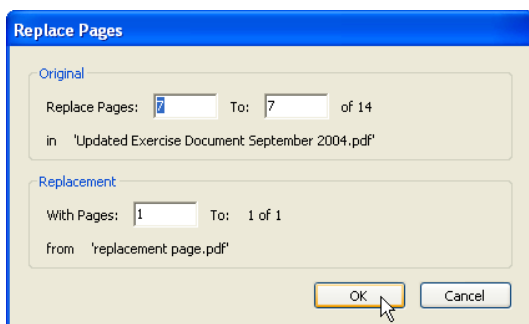 Replace Pages
Original
Replace Pages: 7 To: 7 of 14
in 'Updated Exercise Document September 2004.pdf'
Replacement
With Pages: 1 To: 1 of 1
from 'replacement page.pdf'
OK Cancel